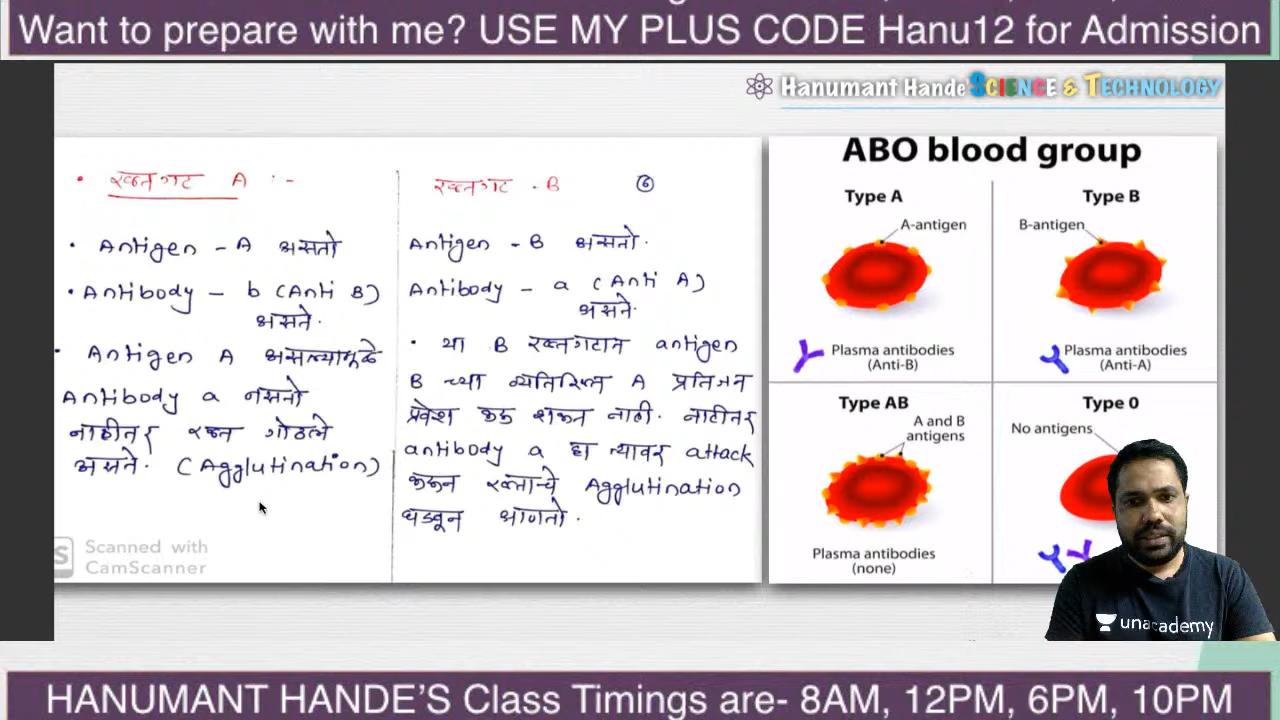 Want to prepare with me? USE MY PLUS CODE Hanu12 for Admission
Hanumant Hande SCIENCE & TECHNOLOGY
• रक्तगट A :-
• Antigen - A असतो
• Antibody - b (Anti B)
असते.
• Antigen A असल्यामुळे
Antibody a नसतो
नाहीतर रक्त गोठले
असते. (Agglutination)
Scanned with
CamScanner
रक्तगट - B
6
Antigen - B असतो.
Antibody - a (Anti A)
असते.
• या B रक्तगटात antigen
B च्या व्यतिरिक्त A प्रतिजन
प्रवेश करू शकत नाही. नाहीतर
antibody a हा त्यावर attack
करून रक्ताचे Agglutination
घडवून आणतो.
ABO blood group
Type A
A-antigen
Plasma antibodies
(Anti-B)
Type B
B-antigen
Plasma antibodies
(Anti-A)
Type AB
A and B
antigens
Plasma antibodies
(none)
Type 0
No antigens
unacademy
HANUMANT HANDE'S Class Timings are- 8AM, 12PM, 6PM, 10PM